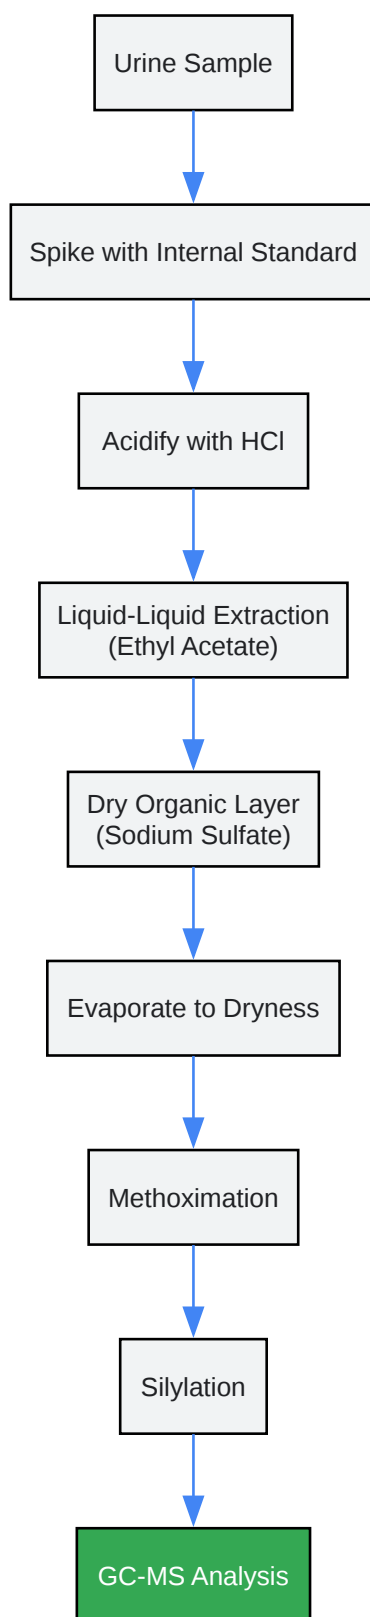 Urine Sample
Spike with Internal Standard
Acidify with HCl
Liquid-Liquid Extraction
(Ethyl Acetate)
Dry Organic Layer
(Sodium Sulfate)
Evaporate to Dryness
Methoximation
Silylation
GC-MS Analysis